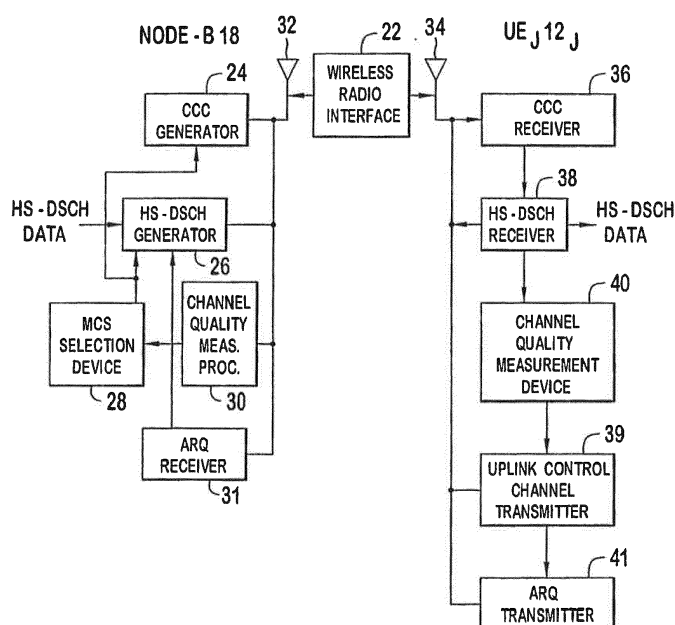 NODE-B 18
32
22
34
UE J 12 J
24
CCC
GENERATOR
WIRELESS
RADIO
INTERFACE
36
CCC
RECEIVER
HS-DSCH
DATA
HS-DSCH
GENERATOR
26
38
HS-DSCH
RECEIVER
HS-DSCH
DATA
MCS
SELECTION
DEVICE
28
CHANNEL
QUALITY
MEAS.
PROC.
30
40
CHANNEL
QUALITY
MEASUREMENT
DEVICE
ARQ
RECEIVER
31
39
UPLINK CONTROL
CHANNEL
TRANSMITTER
41
ARQ
TRANSMITTER